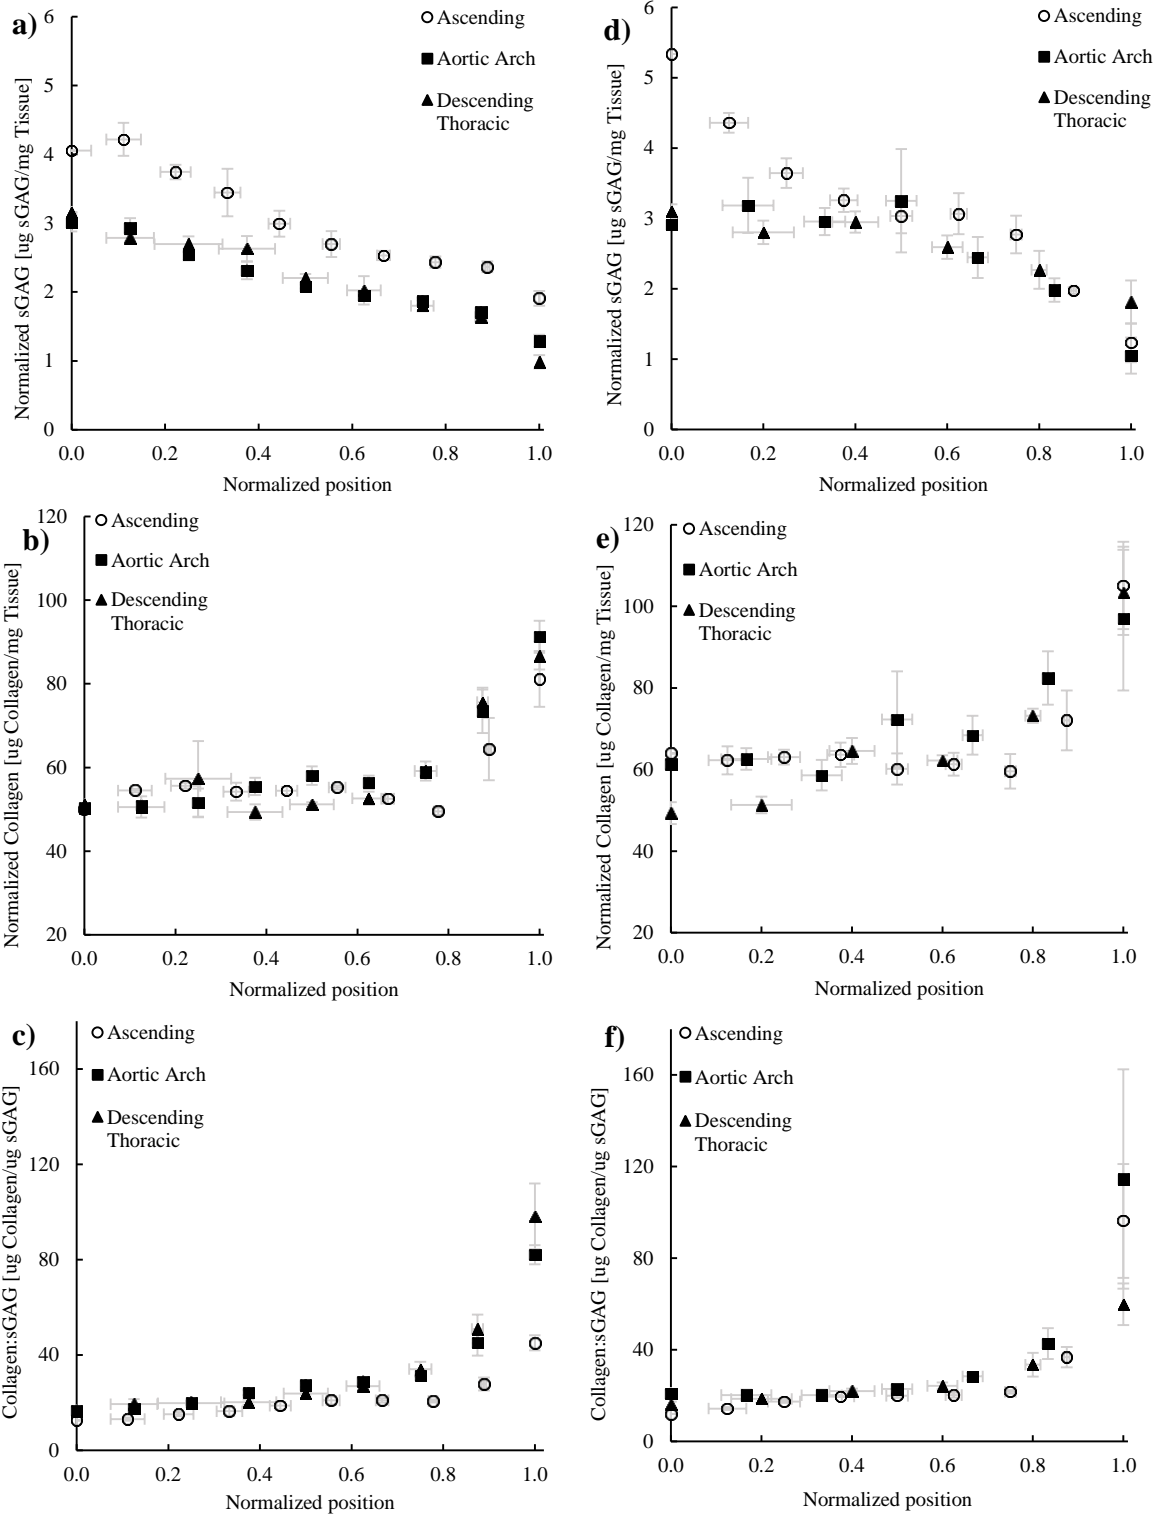 a)
Normalized sGAG [ug sGAG/mg Tissue]
6
5
4
3
2
1
0
0.0 0.2 0.4 0.6 0.8 1.0
Normalized position
Ascending
Aortic Arch
Descending
Thoracic
d)
Normalized sGAG [ug sGAG/mg Tissue]
6
5
4
3
2
1
0
0.0 0.2 0.4 0.6 0.8 1.0
Normalized position
Ascending
Aortic Arch
Descending
Thoracic
b)
Normalized Collagen [ug Collagen/mg Tissue]
120
100
80
60
40
20
0.0 0.2 0.4 0.6 0.8 1.0
Normalized position
Ascending
Aortic Arch
Descending
Thoracic
e)
Normalized Collagen [ug Collagen/mg Tissue]
120
100
80
60
40
20
0.0 0.2 0.4 0.6 0.8 1.0
Normalized position
Ascending
Aortic Arch
Descending
Thoracic
c)
Collagen:sGAG [ug Collagen/ug sGAG]
160
120
80
40
0
0.0 0.2 0.4 0.6 0.8 1.0
Normalized position
Ascending
Aortic Arch
Descending
Thoracic
f)
Collagen:sGAG [ug Collagen/ug sGAG]
160
120
80
40
0
0.0 0.2 0.4 0.6 0.8 1.0
Normalized position
Ascending
Aortic Arch
Descending
Thoracic